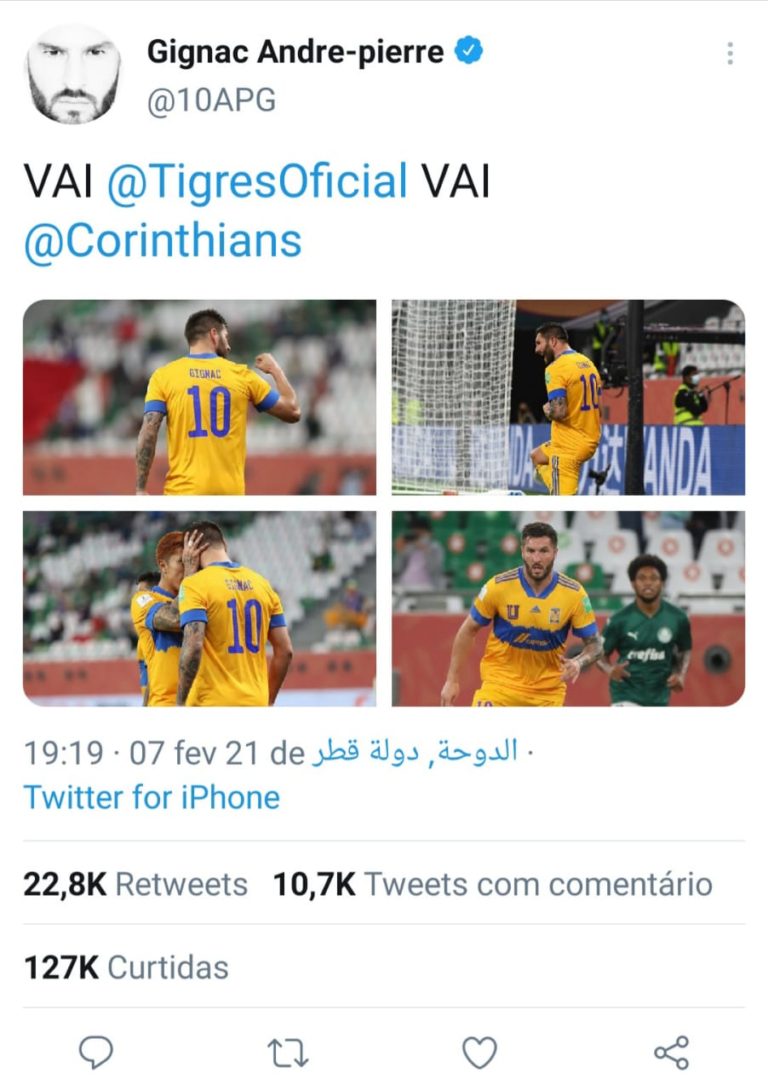 Gignac Andre-pierre
@10APG
VAI @TigresOficial VAI
@Corinthians
GIGNAC
10
10
WANDA
GIGNAC
10
crefisa
19:19 · 07 fev 21 de الدوحة, دولة قطر ·
Twitter for iPhone
22,8K Retweets 10,7K Tweets com comentário
127K Curtidas